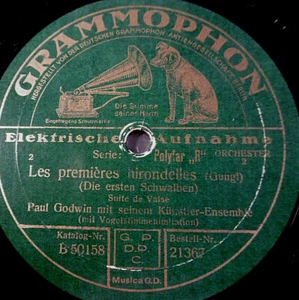 GRAMMOPHON
HERGESTELLT VON DER DEUTSCHEN GRAMMOPHON AKTIENGESELLSCHAFT
Die Stimme
seines Herrn
Eingetragene Schutzmarke
Elektrische Aufnahme
2 Serie: Polyfar „R" ORCHESTER
Les premières hirondelles (Gungl)
(Die ersten Schwalben)
Suite de Valse
Paul Godwin mit seinem Künstler-Ensemble
(mit Vogelstimmenimitation)
Katalog-Nr. G. P. Bestell-Nr.
B 50158 D.P. 21367
C.
Musica G.D.